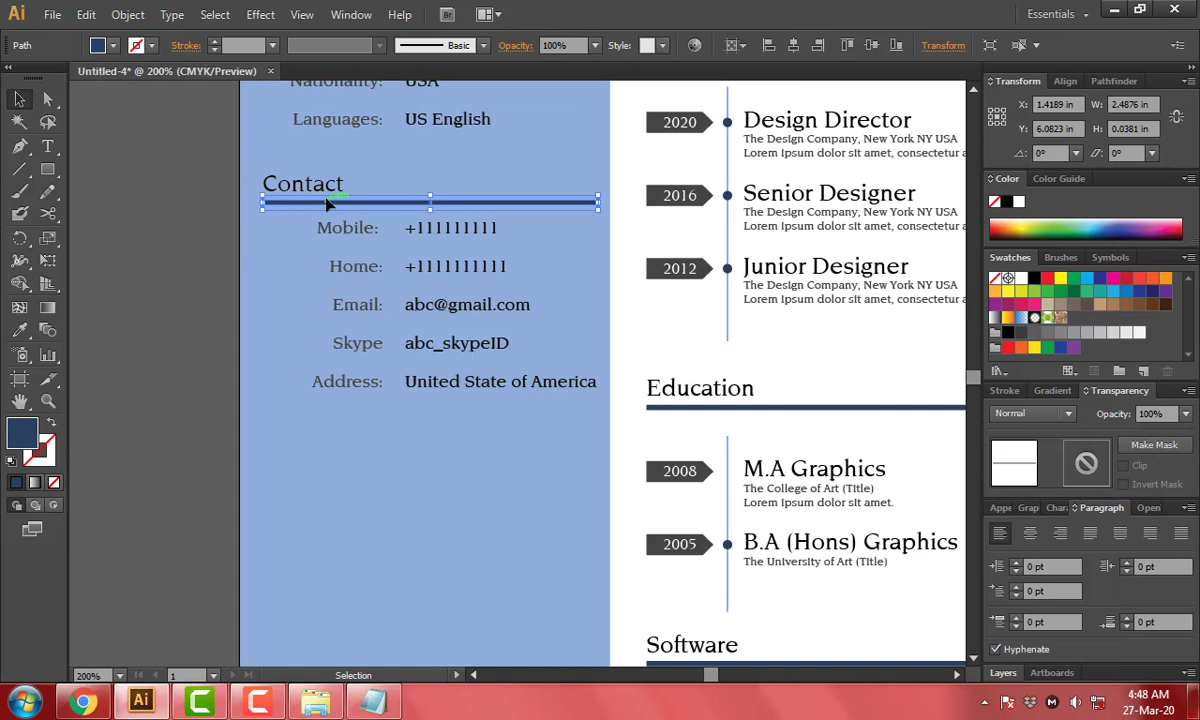 Ai File Edit Object Type Select Effect View Window Help Br Essentials
Path Stroke: Basic Opacity: 100% Style: Transform
Untitled-4* @ 200% (CMYK/Preview) ×
Transform Align Pathfinder
X: 1.4189 in W: 2.4876 in
Y: 6.0823 in H: 0.0381 in
0° 0°
Color Color Guide
Swatches Brushes Symbols
Stroke Gradient Transparency
Normal Opacity: 100%
Make Mask
Clip
Invert Mask
Appe Grap Chara Paragraph Open
0 pt 0 pt
0 pt
0 pt 0 pt
Hyphenate
Layers Artboards
Nationality: USA
Languages: US English
Contact
Mobile: +111111111
Home: +1111111111
Email: abc@gmail.com
Skype abc_skypeID
Address: United State of America
2020 Design Director
The Design Company, New York NY USA
Lorem ipsum dolor sit amet, consectetur a
2016 Senior Designer
The Design Company, New York NY USA
Lorem ipsum dolor sit amet, consectetur a
2012 Junior Designer
The Design Company, New York NY USA
Lorem ipsum dolor sit amet, consectetur a
Education
2008 M.A Graphics
The College of Art (Title)
Lorem ipsum dolor sit amet.
2005 B.A (Hons) Graphics
The University of Art (Title)
Software
200% 1 Selection
Ai
4:48 AM
27-Mar-20